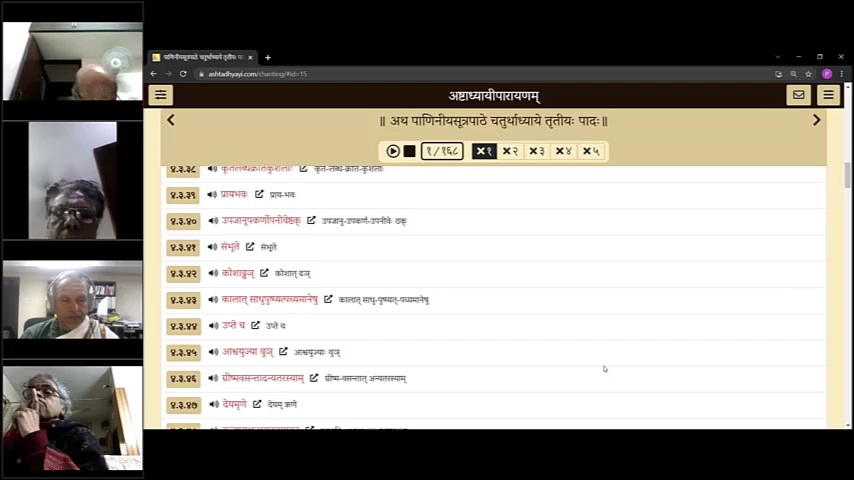 पाणिनीयसूत्रपाठे चतुर्थाध्याये तृतीयः पा
ashtadhyayi.com/chanting/#id=15
अष्टाध्यायीपारायणम्
॥ अथ पाणिनीयसूत्रपाठे चतुर्थाध्याये तृतीयः पादः॥
१/१६८ ×१ ×२ ×३ ×४ ×५
४.३.३८ कृतलब्धक्रीतकुशलाः कृत-लब्ध-क्रीत-कुशलाः
४.३.३९ प्रायभवः प्राय-भवः
४.३.४० उपजानूपकर्णोपनीवेष्ठक् उपजानु-उपकर्ण-उपनीवेः ठक्
४.३.४१ संभूते संभूते
४.३.४२ कोशाड्ढञ् कोशात् ढञ्
४.३.४३ कालात् साधुपुष्प्यत्पच्यमानेषु कालात् साधु-पुष्प्यत्-पच्यमानेषु
४.३.४४ उप्ते च उप्ते च
४.३.४५ आश्वयुज्या वुञ् आश्वयुज्याः वुञ्
४.३.४६ ग्रीष्मवसन्तादन्यतरस्याम् ग्रीष्म-वसन्तात् अन्यतरस्याम्
४.३.४७ देयमृणे देयम् ऋणे